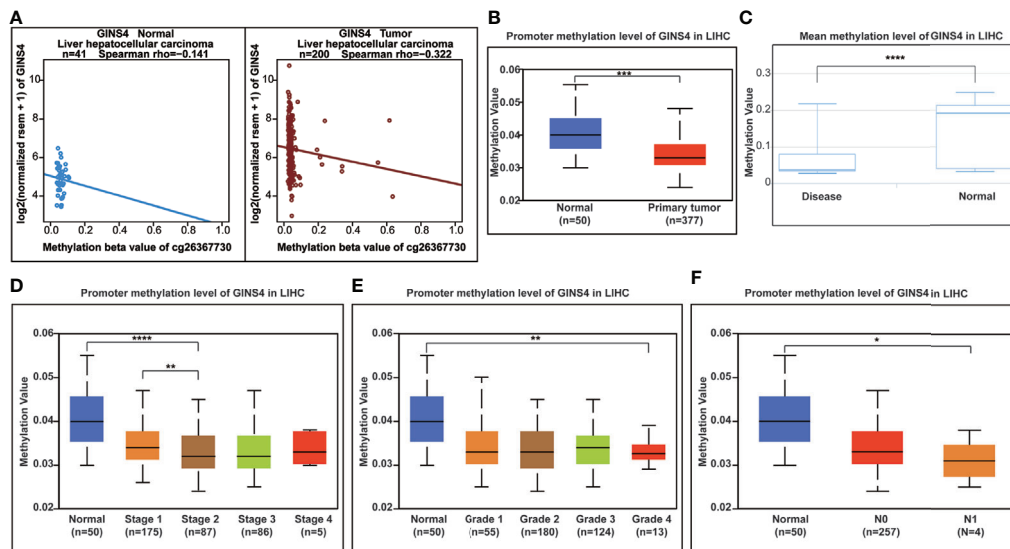 A
GINS4 Normal
Liver hepatocellular carcinoma
n=41 Spearman rho=−0.141
log2(normalized rsem + 1) of GINS4
10
8
6
4
0.0 0.2 0.4 0.6 0.8 1.0
Methylation beta value of cg26367730
GINS4 Tumor
Liver hepatocellular carcinoma
n=200 Spearman rho=−0.322
log2(normalized rsem + 1) of GINS4
10
8
6
4
0.0 0.2 0.4 0.6 0.8 1.0
Methylation beta value of cg26367730
B
Promoter methylation level of GINS4 in LIHC
***
Methylation Value
0.06
0.05
0.04
0.03
0.02
Normal
(n=50)
Primary tumor
(n=377)
C
Mean methylation level of GINS4 in LIHC
****
Methylation Value
0.3
0.2
0.1
0
Disease
Normal
D
Promoter methylation level of GINS4 in LIHC
****
**
Methylation Value
0.06
0.05
0.04
0.03
0.02
Normal
(n=50)
Stage 1
(n=175)
Stage 2
(n=87)
Stage 3
(n=86)
Stage 4
(n=5)
E
Promoter methylation level of GINS4 in LIHC
**
Methylation Value
0.06
0.05
0.04
0.03
0.02
Normal
(n=50)
Grade 1
(n=55)
Grade 2
(n=180)
Grade 3
(n=124)
Grade 4
(n=13)
F
Promoter methylation level of GINS4 in LIHC
*
Methylation Value
0.06
0.05
0.04
0.03
0.02
Normal
(n=50)
N0
(n=257)
N1
(N=4)